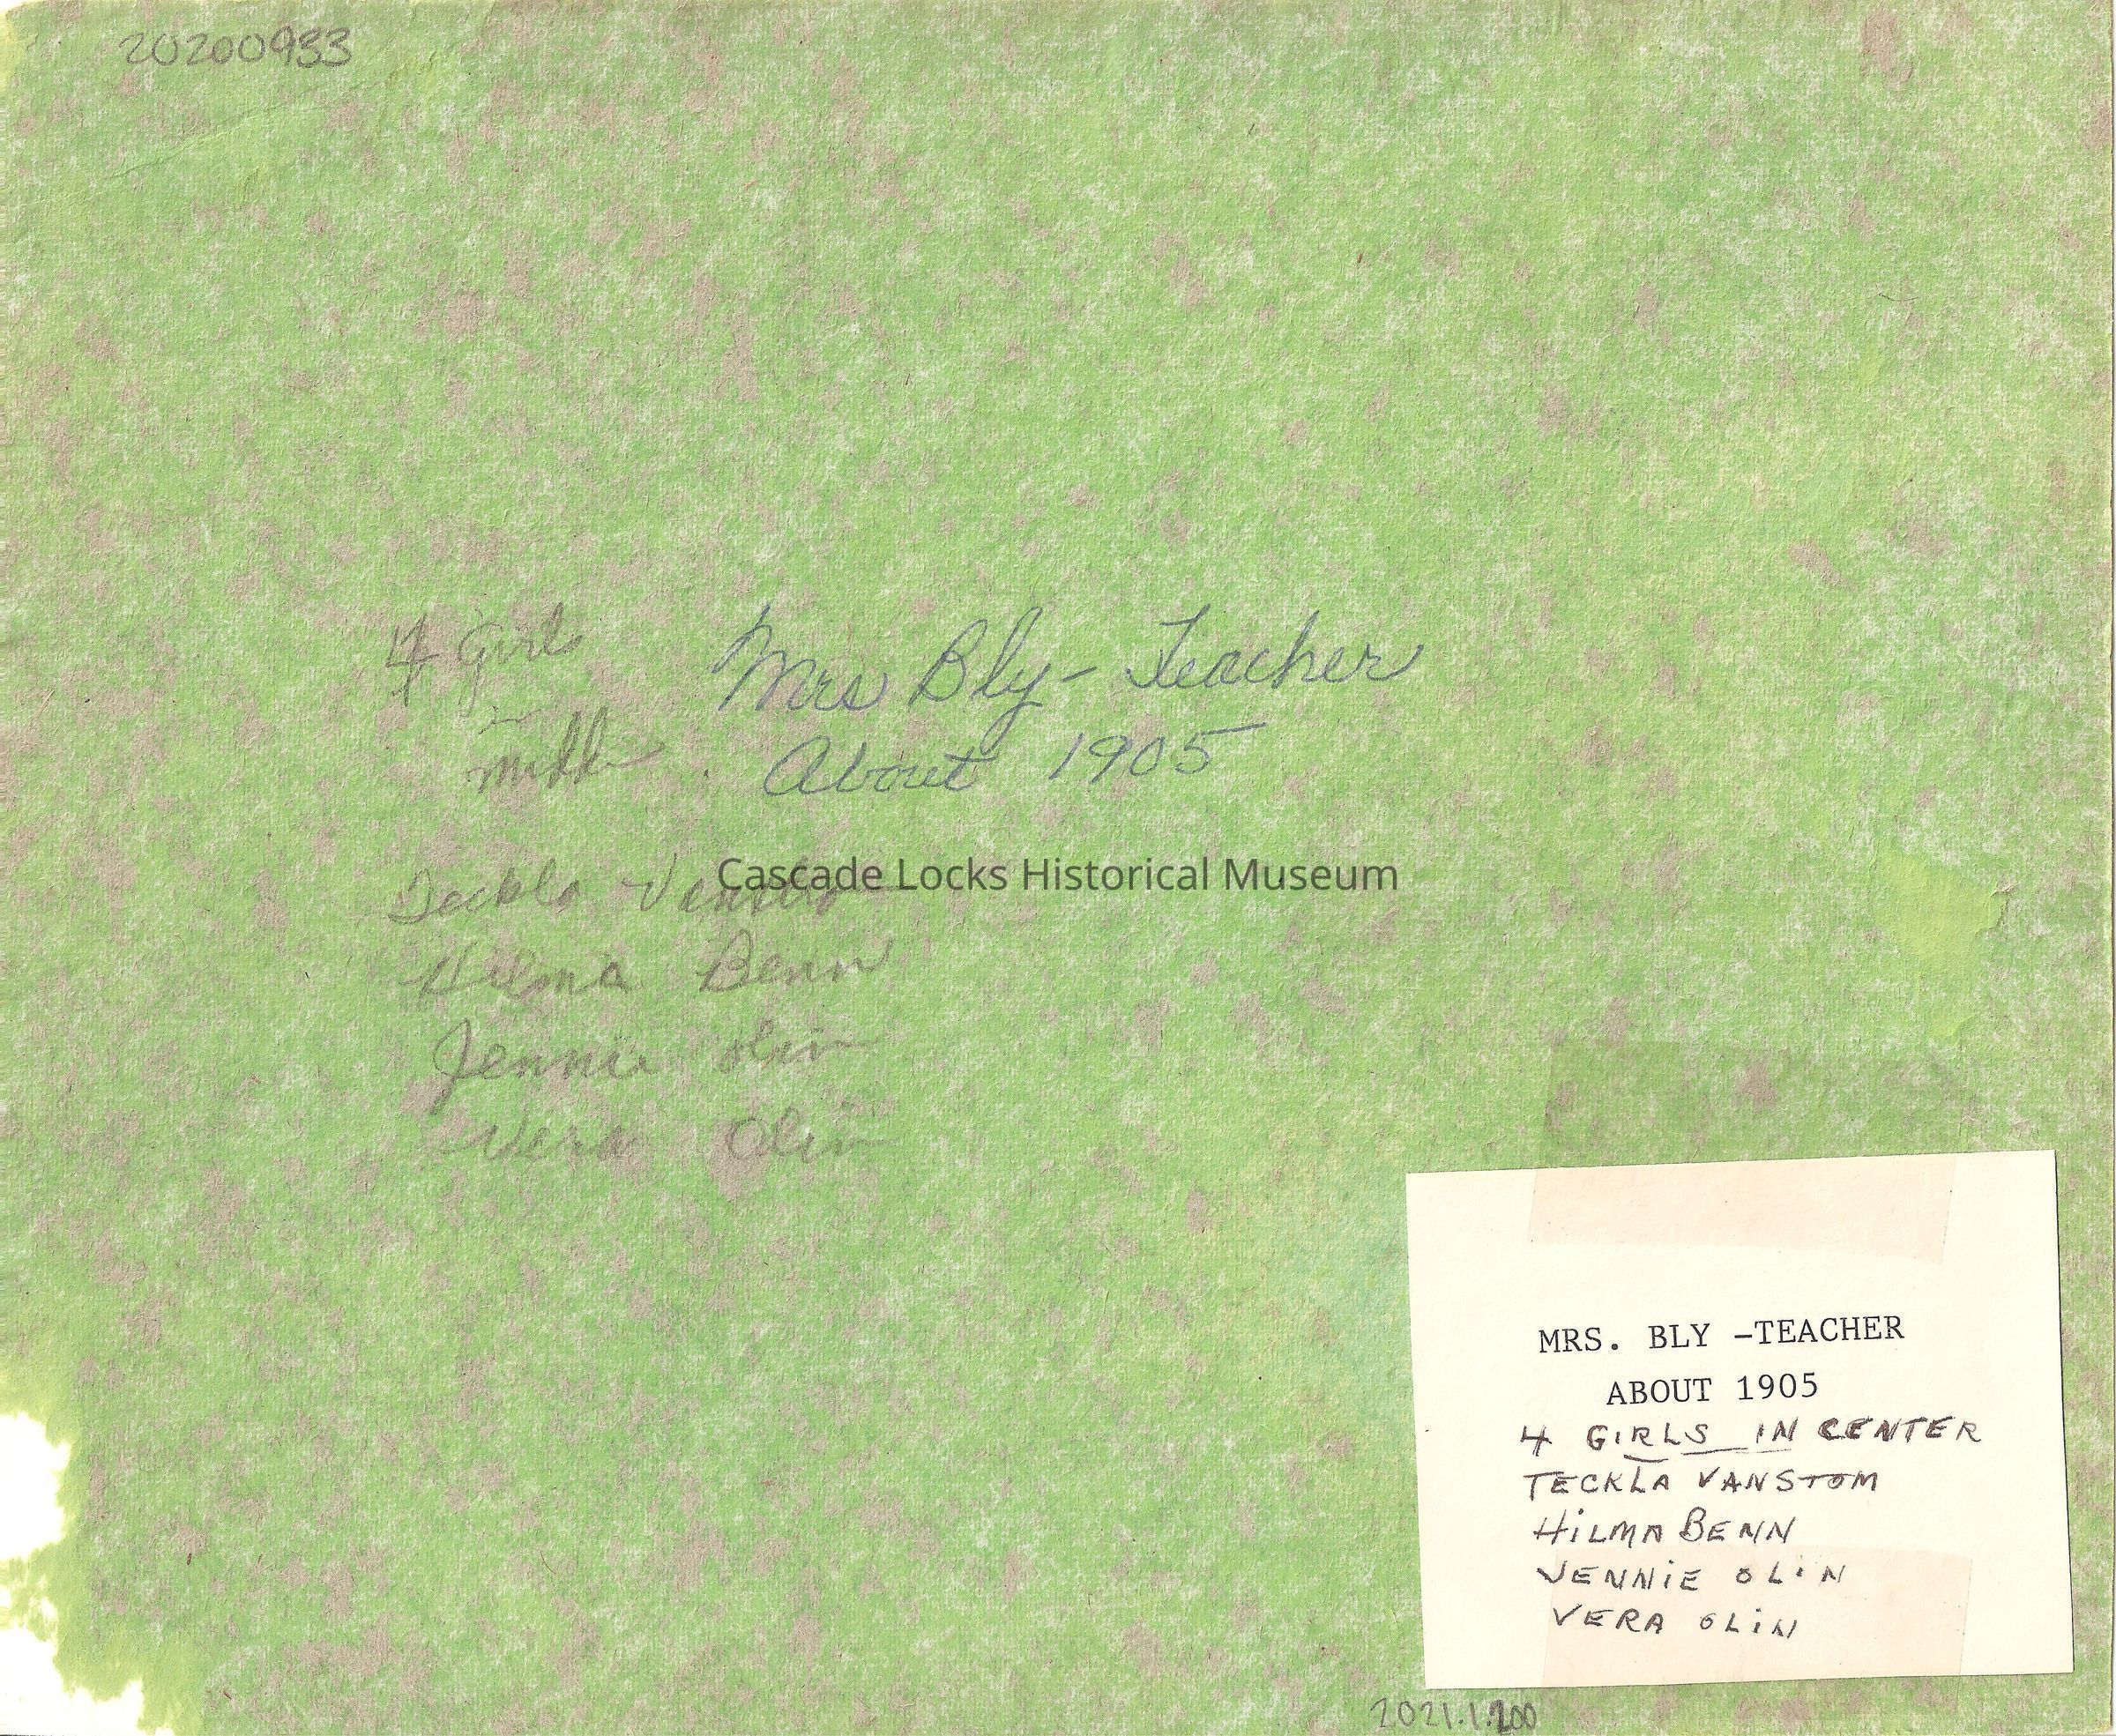 20200933
4 Girls
in
middle
Mrs Bly - Teacher
About 1905
Cascade Locks Historical Museum
Teckla
Hilma Benn
Jennie Olin
Vera Olin
MRS. BLY -TEACHER
ABOUT 1905
4 GIRLS IN CENTER
TECKLA VANSTOM
HILMA BENN
JENNIE OLIN
VERA OLIN
2021.1.200